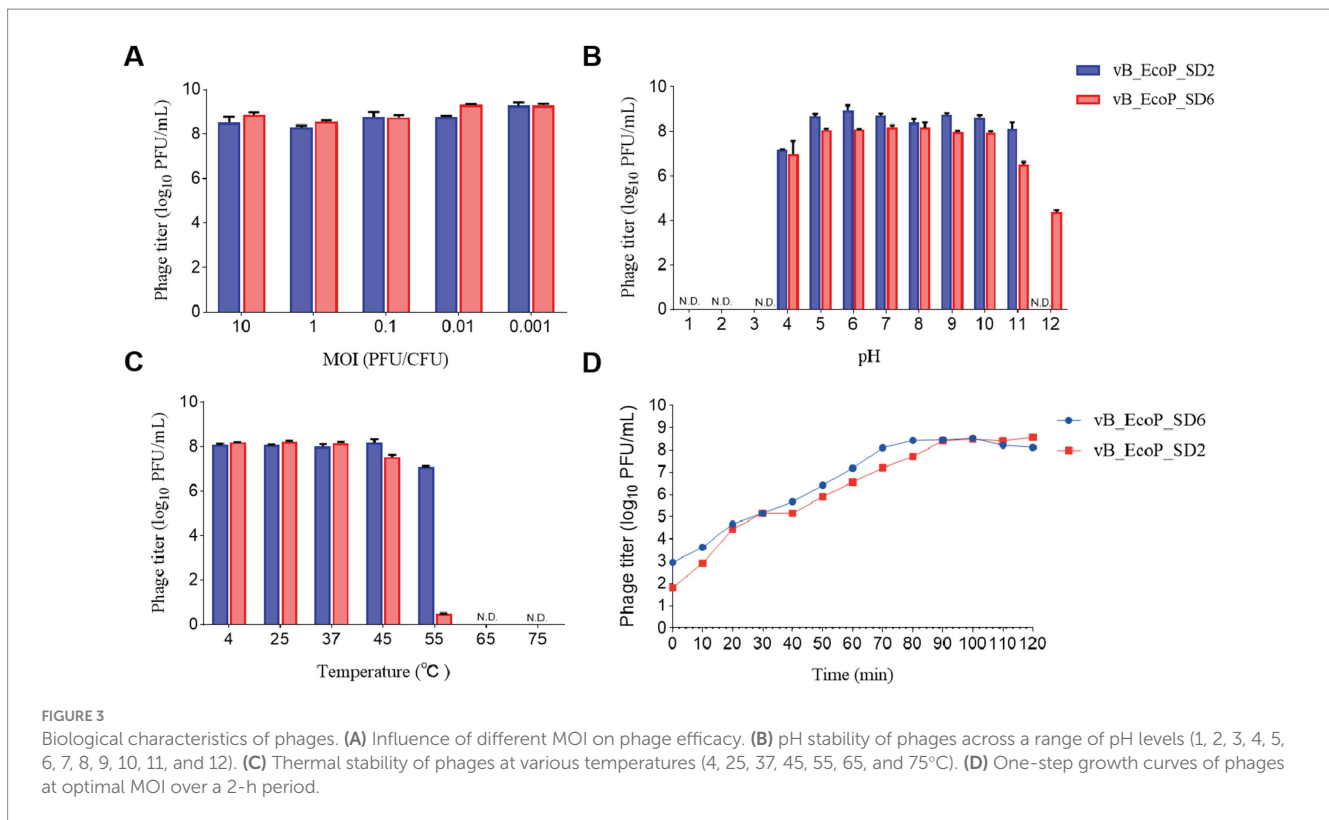 A
Phage titer (log10 PFU/mL)
10
8
6
4
2
0
10 1 0.1 0.01 0.001
MOI (PFU/CFU)
B
Phage titer (log10 PFU/mL)
10
8
6
4
2
0
N.D. N.D. N.D. N.D.
1 2 3 4 5 6 7 8 9 10 11 12
pH
vB_EcoP_SD2
vB_EcoP_SD6
C
Phage titer (log10 PFU/mL)
10
8
6
4
2
0
N.D. N.D.
4 25 37 45 55 65 75
Temperature (℃)
D
Phage titer (log10 PFU/mL)
10
9
8
7
6
5
4
3
2
1
0
0 10 20 30 40 50 60 70 80 90 100 110 120
Time (min)
vB_EcoP_SD6
vB_EcoP_SD2
FIGURE 3
Biological characteristics of phages. (A) Influence of different MOI on phage efficacy. (B) pH stability of phages across a range of pH levels (1, 2, 3, 4, 5,
6, 7, 8, 9, 10, 11, and 12). (C) Thermal stability of phages at various temperatures (4, 25, 37, 45, 55, 65, and 75°C). (D) One-step growth curves of phages
at optimal MOI over a 2-h period.